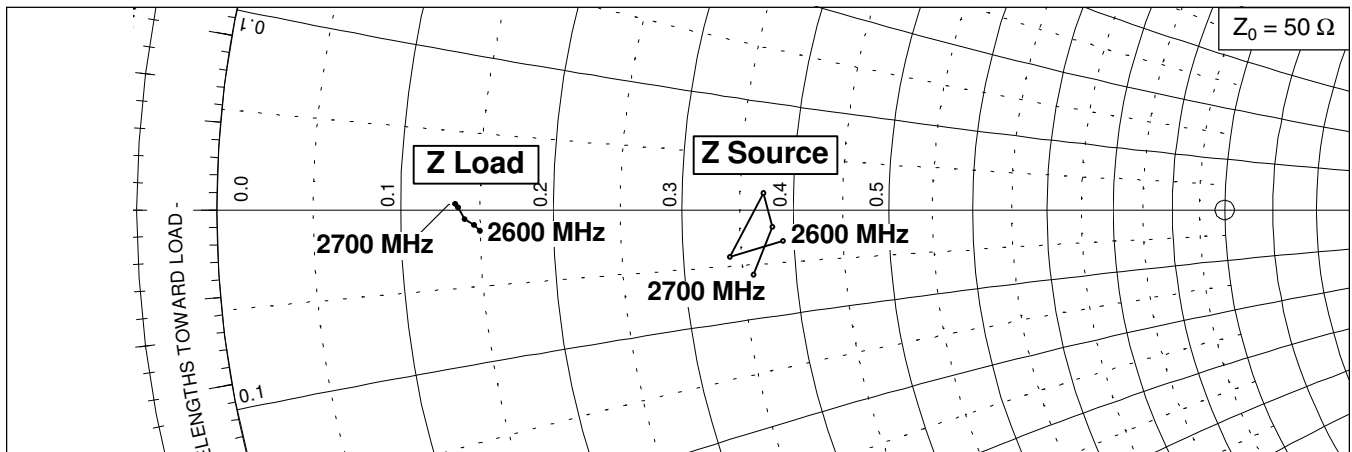 0.1
Z₀ = 50 Ω
Z Load
Z Source
0.0
0.1
0.2
0.3
0.4
0.5
2700 MHz
2600 MHz
2600 MHz
2700 MHz
0.1
ELENGTHS TOWARD LOAD -